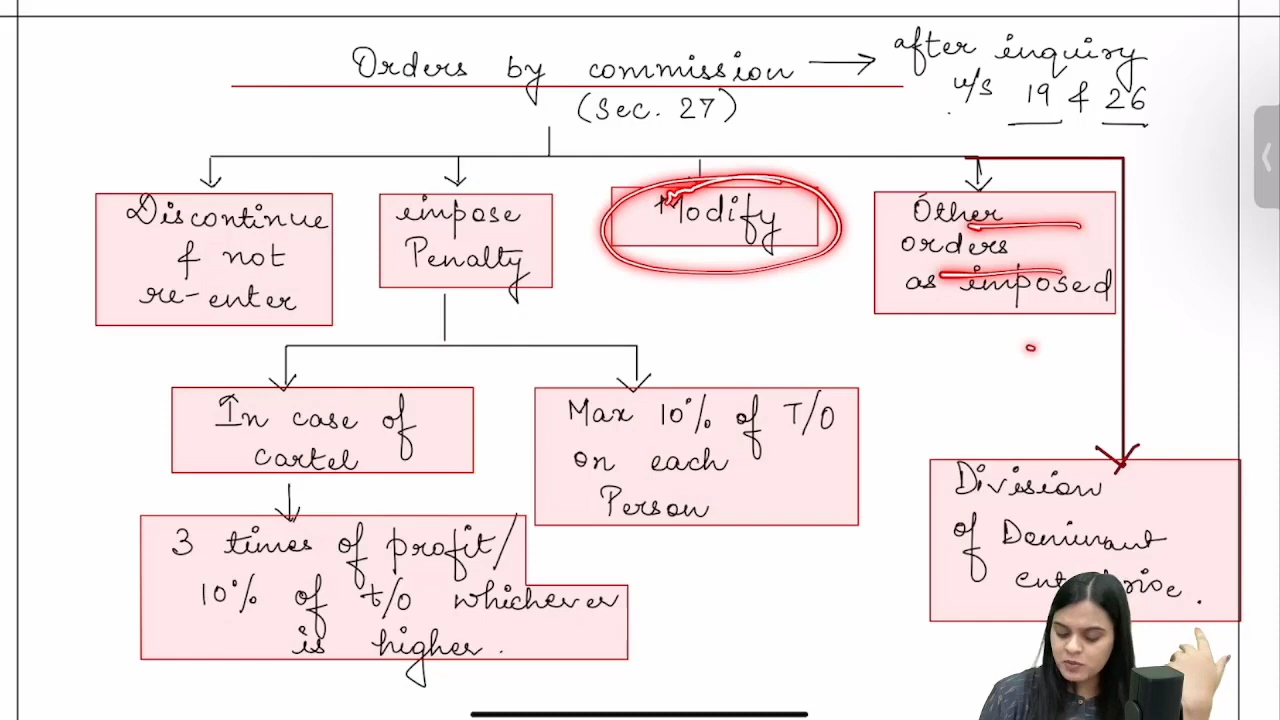 Orders by commission → after inquiry
(Sec. 27) u/s 19 & 26
Discontinue
& not
re-enter
impose
Penalty
Modify
Other
orders
as imposed
In case of
cartel
Max 10% of T/O
on each
Person
3 times of profit/
10% of t/o whichever
is higher.
Division
of Dominant